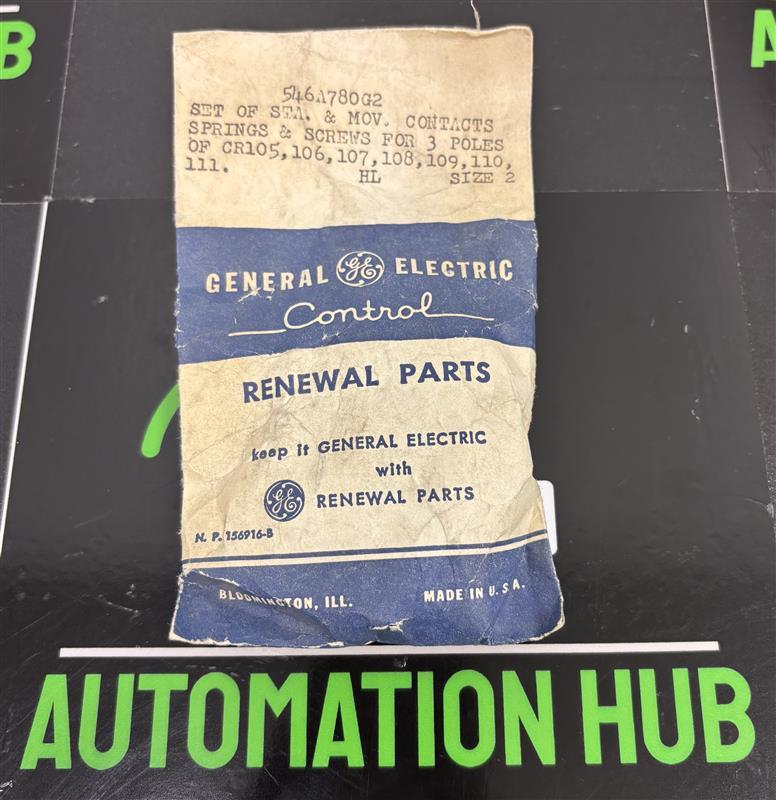 546A780G2
SET OF STA. & MOV. CONTACTS
SPRINGS & SCREWS FOR 3 POLES
OF CR105,106,107,108,109,110,
111. HL SIZE 2
GENERAL GE ELECTRIC
Control
RENEWAL PARTS
keep it GENERAL ELECTRIC
with
GE RENEWAL PARTS
N. P. 156916-B
BLOOMINGTON, ILL. MADE IN U. S. A.
AUTOMATION HUB
B
A